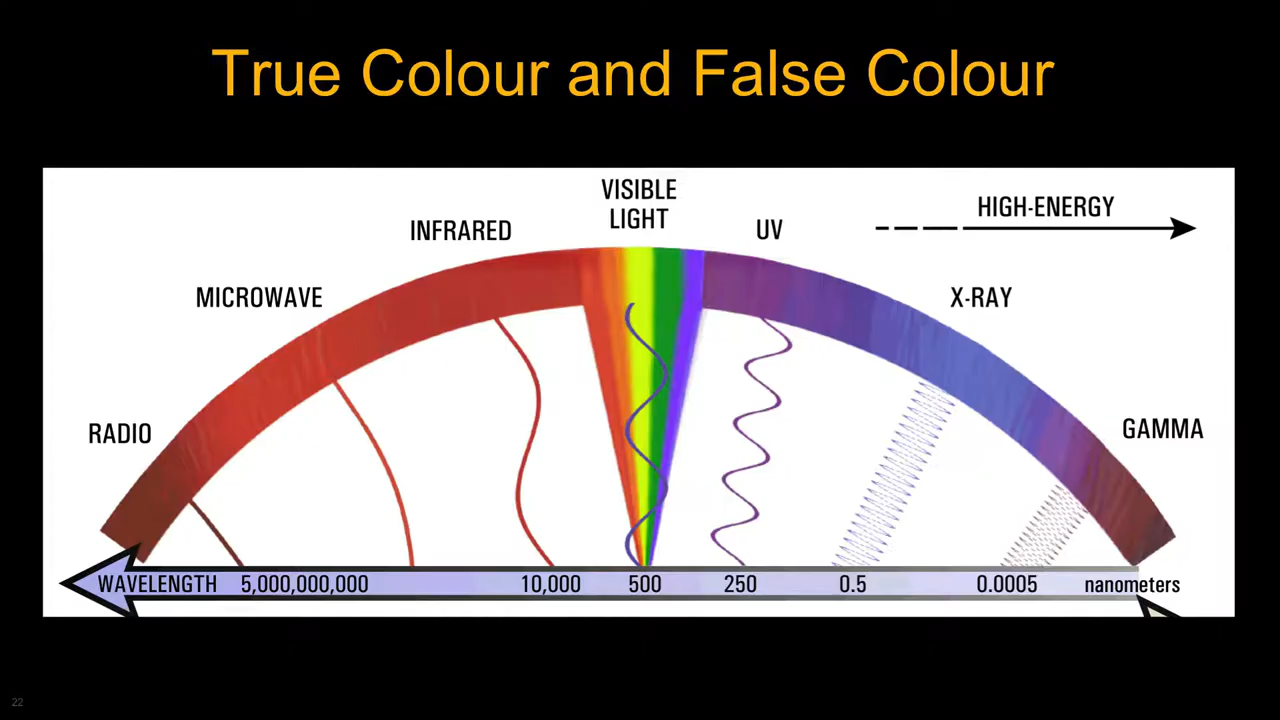 True Colour and False Colour
VISIBLE
LIGHT
INFRARED
UV
HIGH-ENERGY
MICROWAVE
X-RAY
RADIO
GAMMA
WAVELENGTH 5,000,000,000 10,000 500 250 0.5 0.0005 nanometers
22